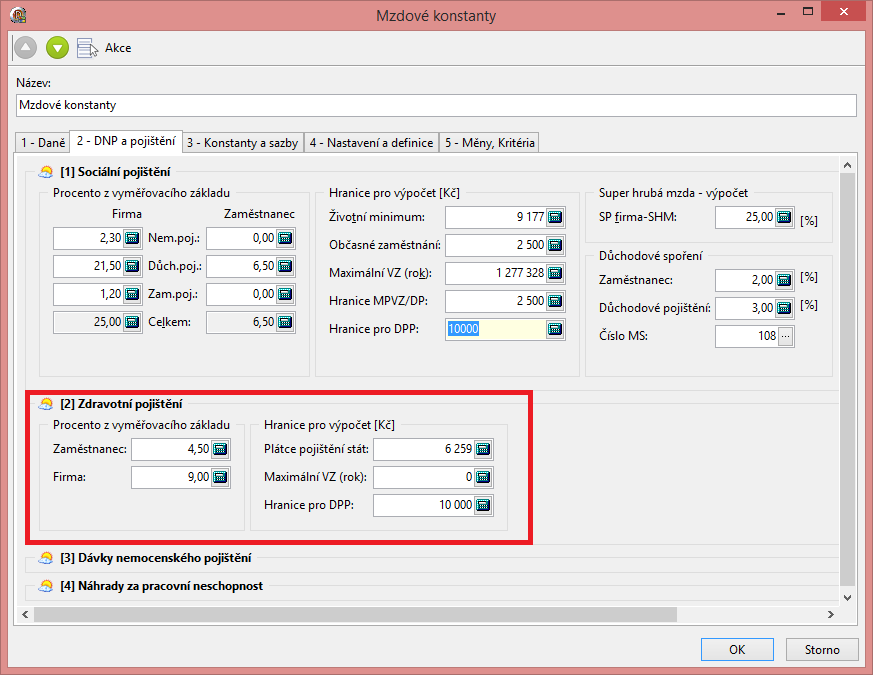 Mzdové konstanty
Akce
Název:
Mzdové konstanty
1 - Daně 2 - DNP a pojištění 3 - Konstanty a sazby 4 - Nastavení a definice 5 - Měny, Kritéria
[1] Sociální pojištění
Procento z vyměřovacího základu
Firma Zaměstnanec
2,30 Nem.poj.: 0,00
21,50 Důch.poj.: 6,50
1,20 Zam.poj.: 0,00
25,00 Celkem: 6,50
Hranice pro výpočet [Kč]
Životní minimum: 9 177
Občasné zaměstnání: 2 500
Maximální VZ (rok): 1 277 328
Hranice MPVZ/DP: 2 500
Hranice pro DPP: 10000
Super hrubá mzda - výpočet
SP firma-SHM: 25,00 [%]
Důchodové spoření
Zaměstnanec: 2,00 [%]
Důchodové pojištění: 3,00 [%]
Číslo MS: 108 ...
[2] Zdravotní pojištění
Procento z vyměřovacího základu
Zaměstnanec: 4,50
Firma: 9,00
Hranice pro výpočet [Kč]
Plátce pojištění stát: 6 259
Maximální VZ (rok): 0
Hranice pro DPP: 10 000
[3] Dávky nemocenského pojištění
[4] Náhrady za pracovní neschopnost
OK Storno